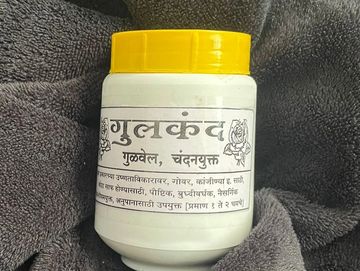 गुलकंद
गुळवेल, चंदनयुक्त
उष्णताविकारावर, गोंवर, कांजीण्या इ. साठी,
साफ होण्यासाठी, पौष्टिक, बुध्दीवर्धक, नैसर्गिक
अनुपानासाठी उपयुक्त [प्रमाण १ ते २ चमचे]